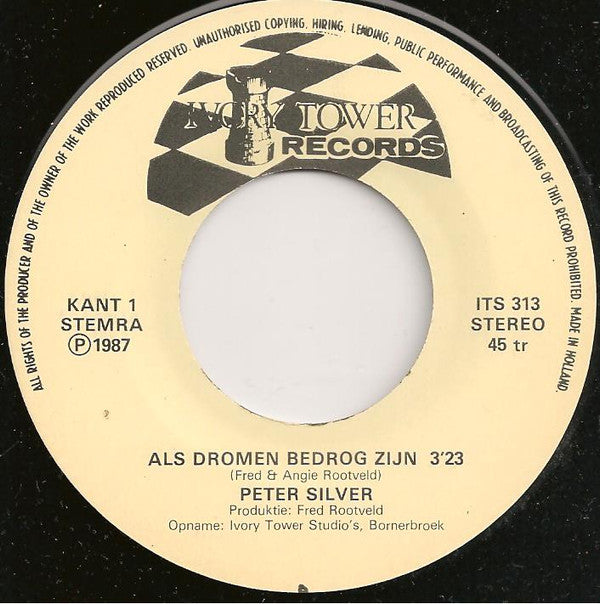 ALL RIGHTS OF THE PRODUCER AND OF THE OWNER OF THE WORK REPRODUCED RESERVED. UNAUTHORISED COPYING, HIRING, LENDING, PUBLIC PERFORMANCE AND BROADCASTING OF THIS RECORD PROHIBITED. MADE IN HOLLAND.
IVORY TOWER
RECORDS
KANT 1
STEMRA
Ⓟ1987
ITS 313
STEREO
45 tr
ALS DROMEN BEDROG ZIJN 3'23
(Fred & Angie Rootveld)
PETER SILVER
Produktie: Fred Rootveld
Opname: Ivory Tower Studio's, Bornerbroek